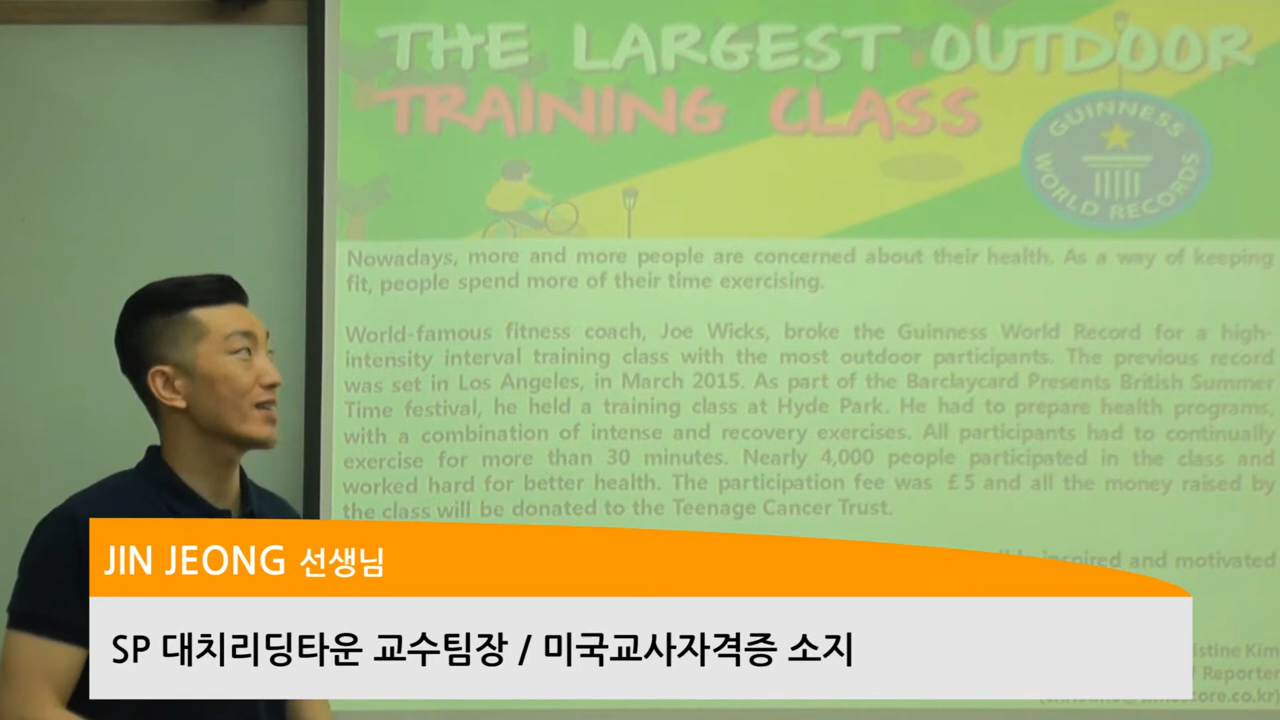 THE LARGEST OUTDOOR
TRAINING CLASS
GUINNESS
WORLD RECORDS
Nowadays, more and more people are concerned about their health. As a way of keeping
fit, people spend more of their time exercising.
World-famous fitness coach, Joe Wicks, broke the Guinness World Record for a high-
intensity interval training class with the most outdoor participants. The previous record
was set in Los Angeles, in March 2015. As part of the Barclaycard Presents British Summer
Time festival, he held a training class at Hyde Park. He had to prepare health programs,
with a combination of intense and recovery exercises. All participants had to continually
exercise for more than 30 minutes. Nearly 4,000 people participated in the class and
worked hard for better health. The participation fee was £5 and all the money raised by
the class will be donated to the Teenage Cancer Trust.
and motivated
Kim
Reporter
JIN JEONG 선생님
SP 대치리딩타운 교수팀장 / 미국교사자격증 소지